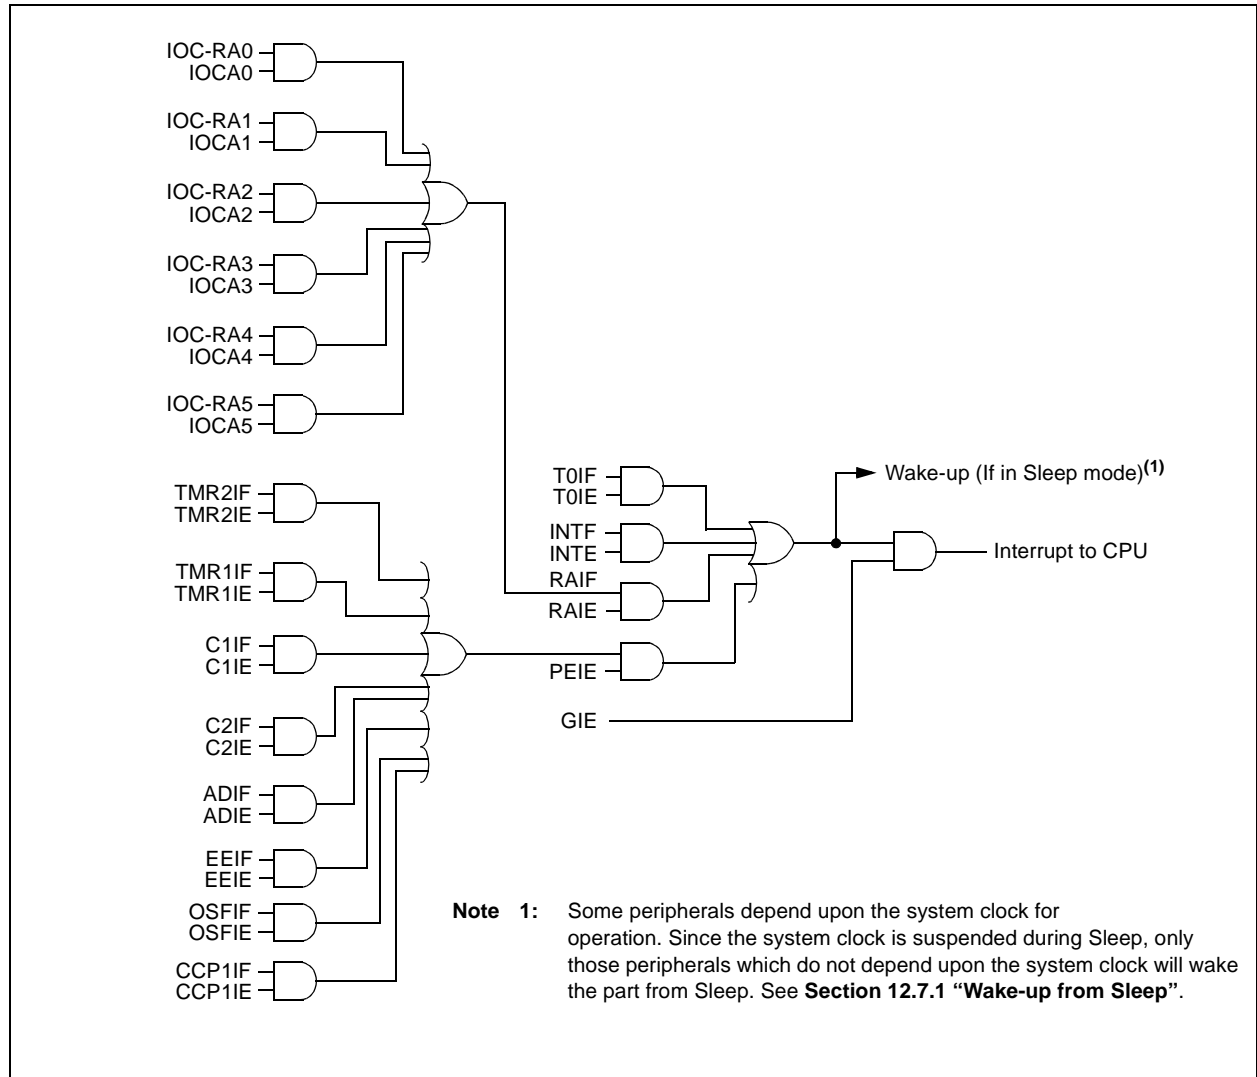 IOC-RA0
IOCA0
IOC-RA1
IOCA1
IOC-RA2
IOCA2
IOC-RA3
IOCA3
IOC-RA4
IOCA4
IOC-RA5
IOCA5
TMR2IF
TMR2IE
TMR1IF
TMR1IE
C1IF
C1IE
C2IF
C2IE
ADIF
ADIE
EEIF
EEIE
OSFIF
OSFIE
CCP1IF
CCP1IE
T0IF
T0IE
INTF
INTE
RAIF
RAIE
PEIE
GIE
Wake-up (If in Sleep mode)(1)
Interrupt to CPU
Note 1: Some peripherals depend upon the system clock for
operation. Since the system clock is suspended during Sleep, only
those peripherals which do not depend upon the system clock will wake
the part from Sleep. See Section 12.7.1 “Wake-up from Sleep”.